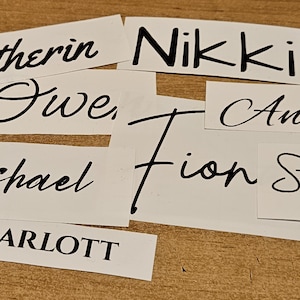 therin
Nikki
Owe
An
Fion
S
hael
ARLOTT